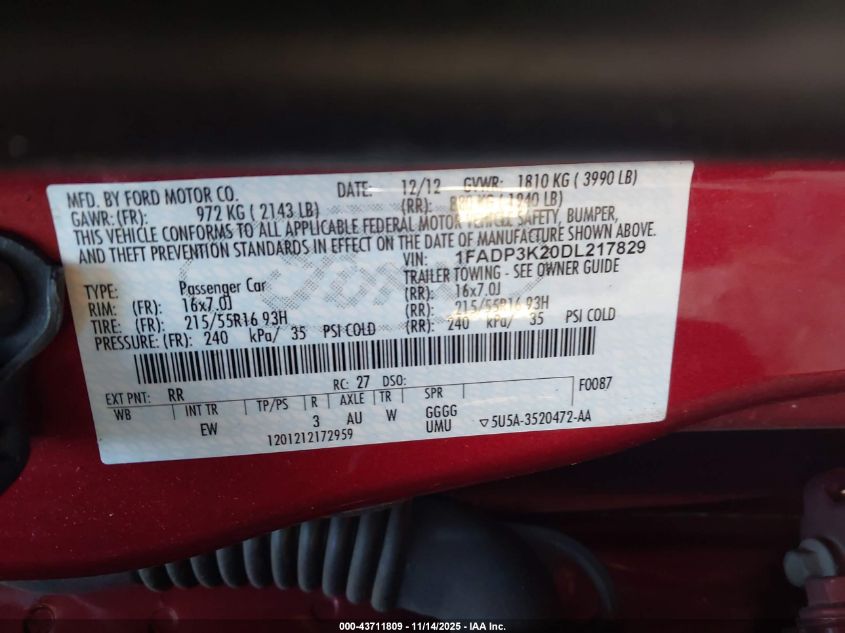 MFD. BY FORD MOTOR CO.
DATE: 12/12 GVWR: 1810 KG ( 3990 LB)
GAWR: (FR): 972 KG ( 2143 LB) (RR): KG ( 1940 LB)
THIS VEHICLE CONFORMS TO ALL APPLICABLE FEDERAL MOTOR VEHICLE SAFETY, BUMPER,
AND THEFT PREVENTION STANDARDS IN EFFECT ON THE DATE OF MANUFACTURE SHOWN ABOVE.
VIN: 1FADP3K20DL217829
TYPE: Passenger Car TRAILER TOWING - SEE OWNER GUIDE
RIM: (FR): 16x7.0J (RR): 16x7.0J
TIRE: (FR): 215/55R16 93H (RR): 215/55R16 93H
PRESSURE: (FR): 240 kPa/ 35 PSI COLD (RR): 240 kPa/ 35 PSI COLD
EXT PNT: RR RC: 27 DSO: F0087
WB INT TR TP/PS R AXLE TR SPR
EW 3 AU W GGGG
UMU 5U5A-3520472-AA
1201212172959
000-43711809 - 11/14/2025 - IAA Inc.